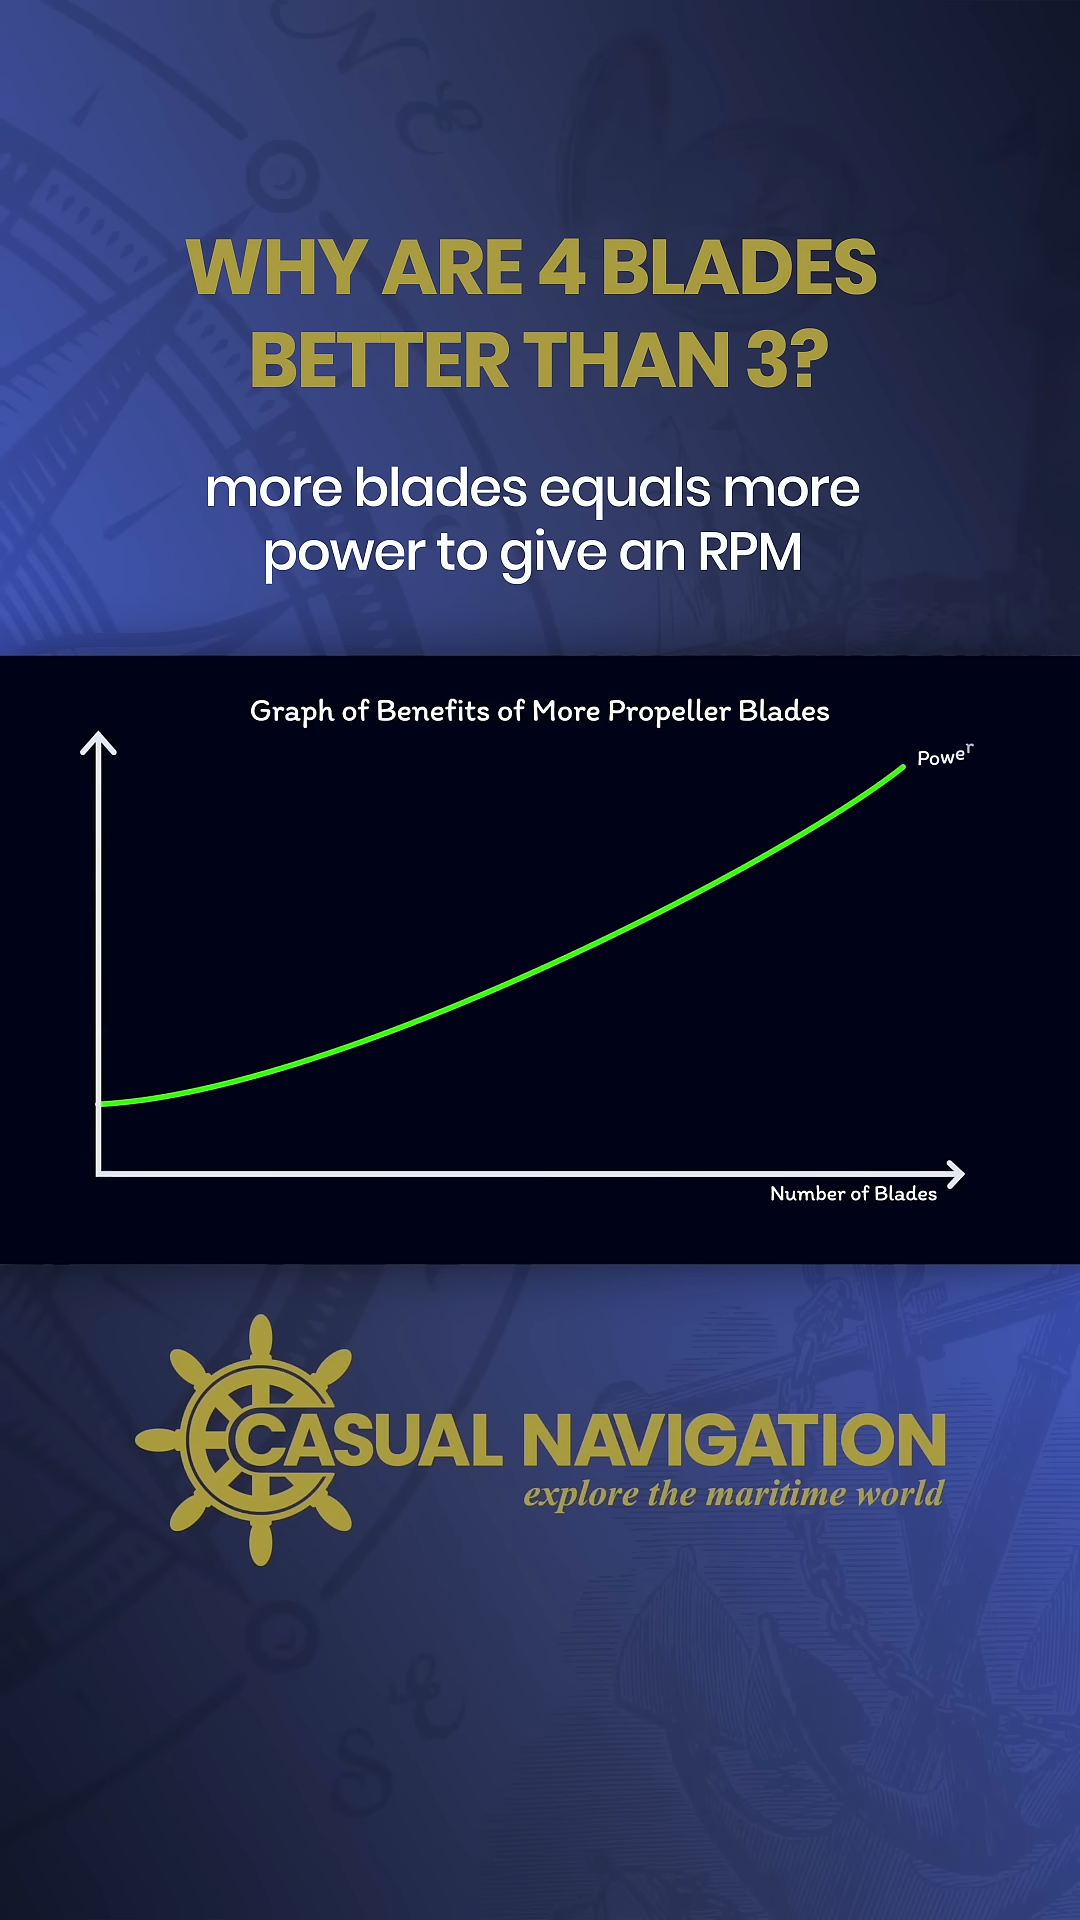 N
E
WHY ARE 4 BLADES
BETTER THAN 3?
more blades equals more
power to give an RPM
Graph of Benefits of More Propeller Blades
Power
Number of Blades
CASUAL NAVIGATION
explore the maritime world
S